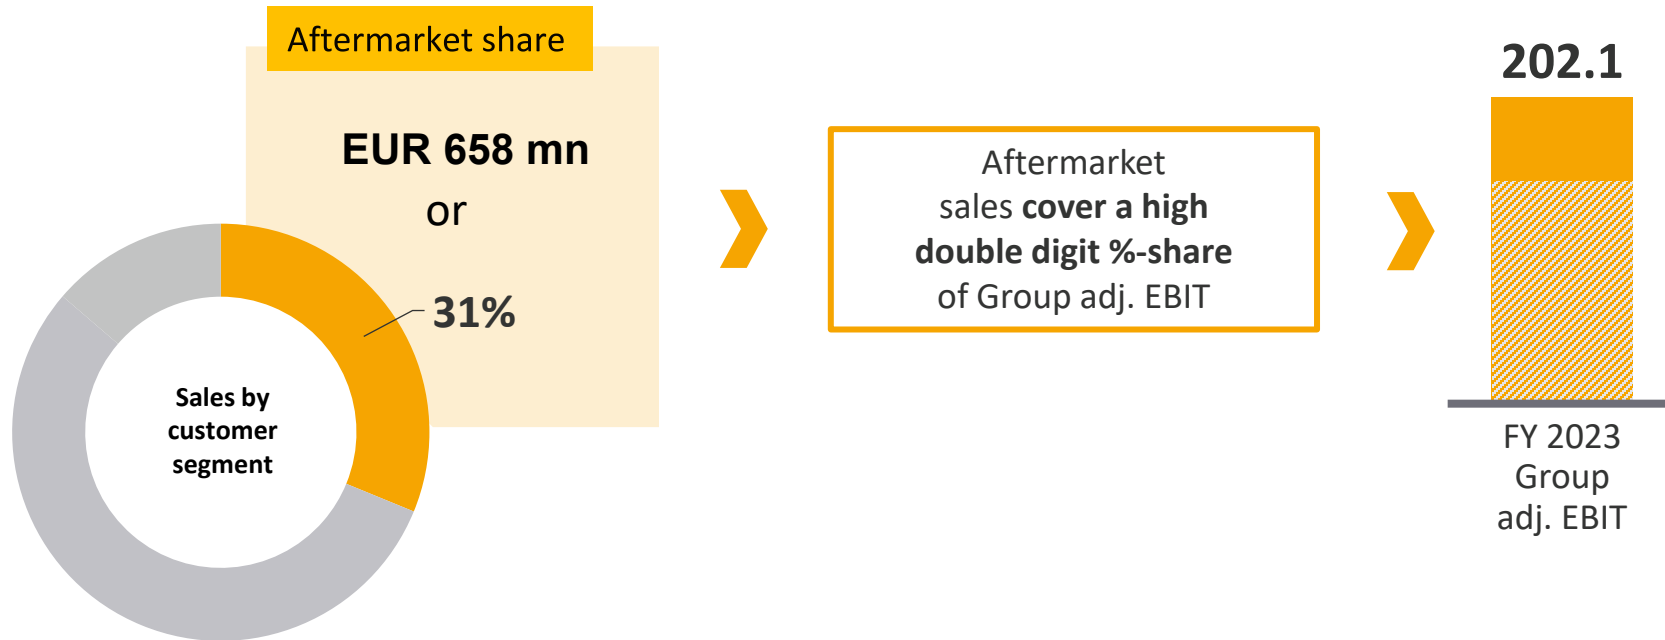 Aftermarket share
EUR 658 mn
or
31%
Sales by
customer
segment
Aftermarket
sales cover a high
double digit %-share
of Group adj. EBIT
202.1
FY 2023
Group
adj. EBIT